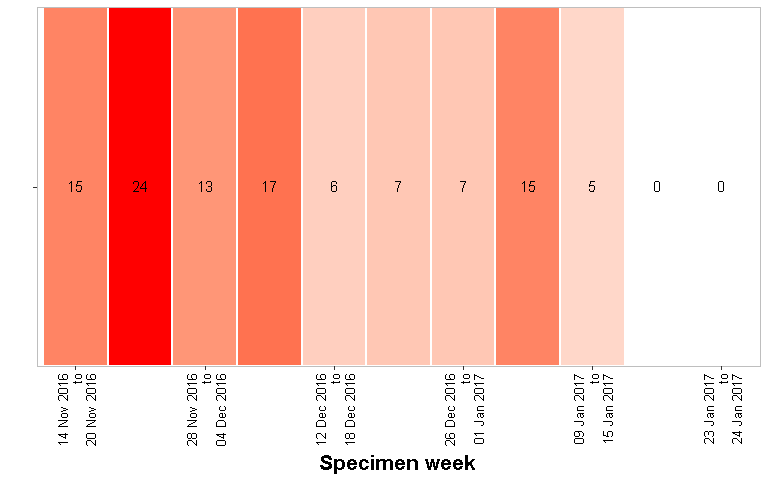 15 24 13 17 6 7 7 15 5 0 0
14 Nov 2016
to
20 Nov 2016
28 Nov 2016
to
04 Dec 2016
12 Dec 2016
to
18 Dec 2016
26 Dec 2016
to
01 Jan 2017
09 Jan 2017
to
15 Jan 2017
23 Jan 2017
to
24 Jan 2017
Specimen week